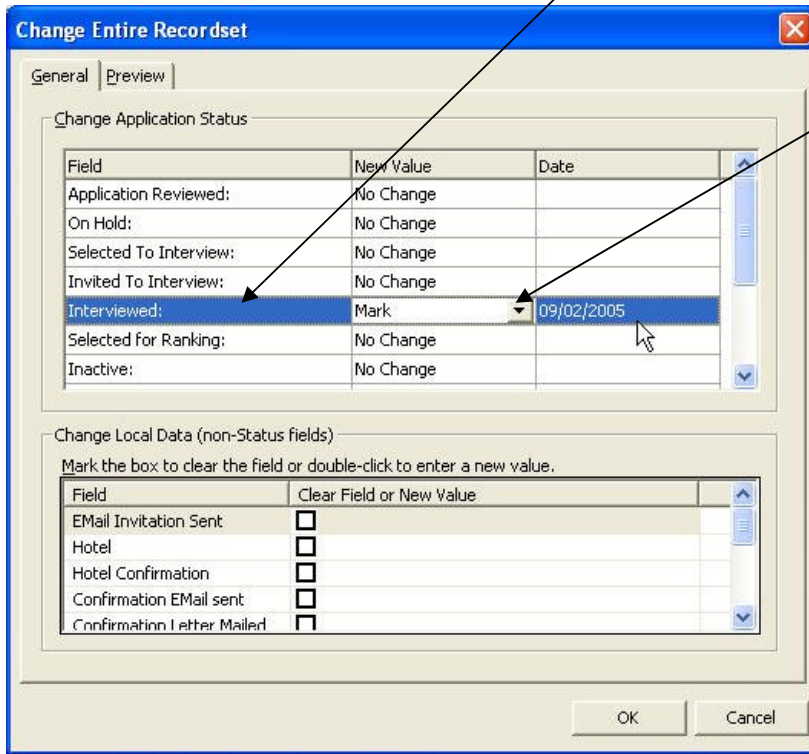 Change Entire Recordset
General Preview
Change Application Status
Field New Value Date
Application Reviewed: No Change
On Hold: No Change
Selected To Interview: No Change
Invited To Interview: No Change
Interviewed: Mark 09/02/2005
Selected for Ranking: No Change
Inactive: No Change
Change Local Data (non-Status fields)
Mark the box to clear the field or double-click to enter a new value.
Field Clear Field or New Value
EMail Invitation Sent
Hotel
Hotel Confirmation
Confirmation EMail sent
Confirmation Letter Mailed
OK Cancel